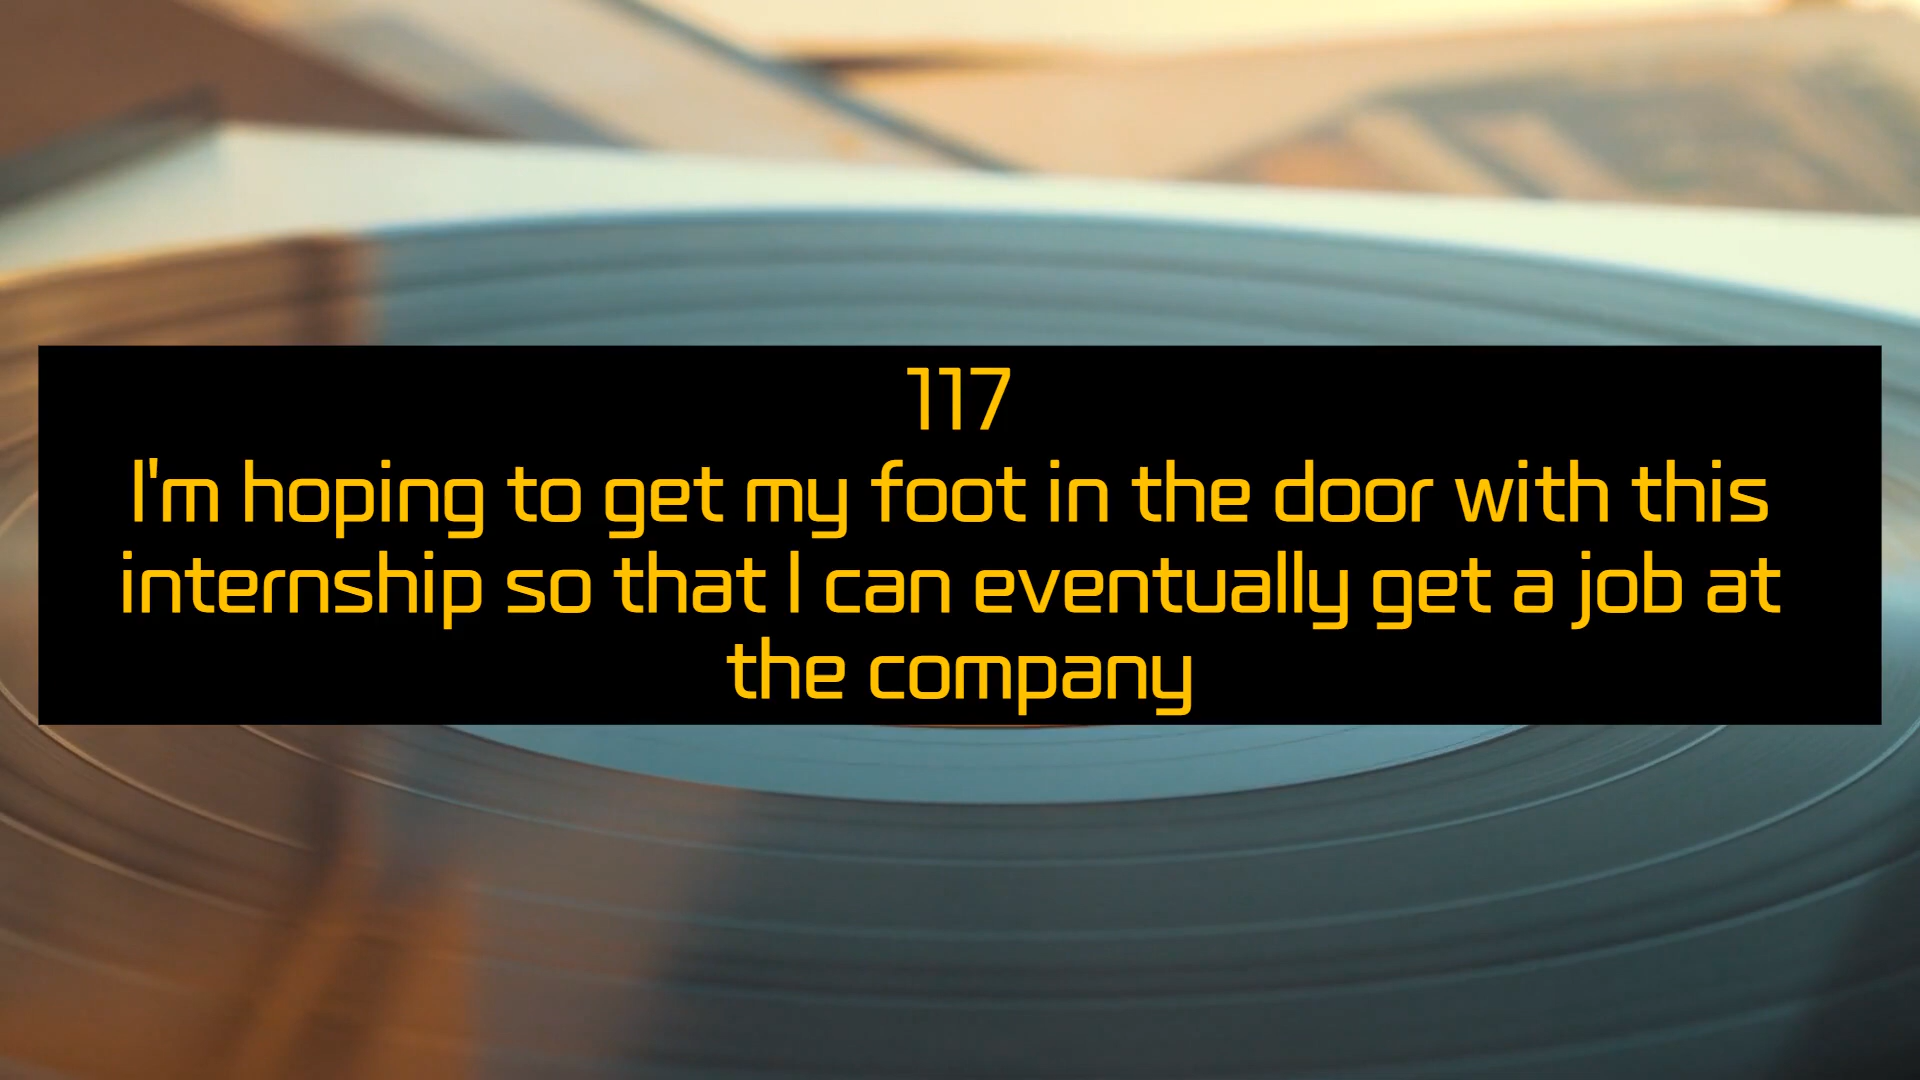 117
I'm hoping to get my foot in the door with this
internship so that I can eventually get a job at
the company